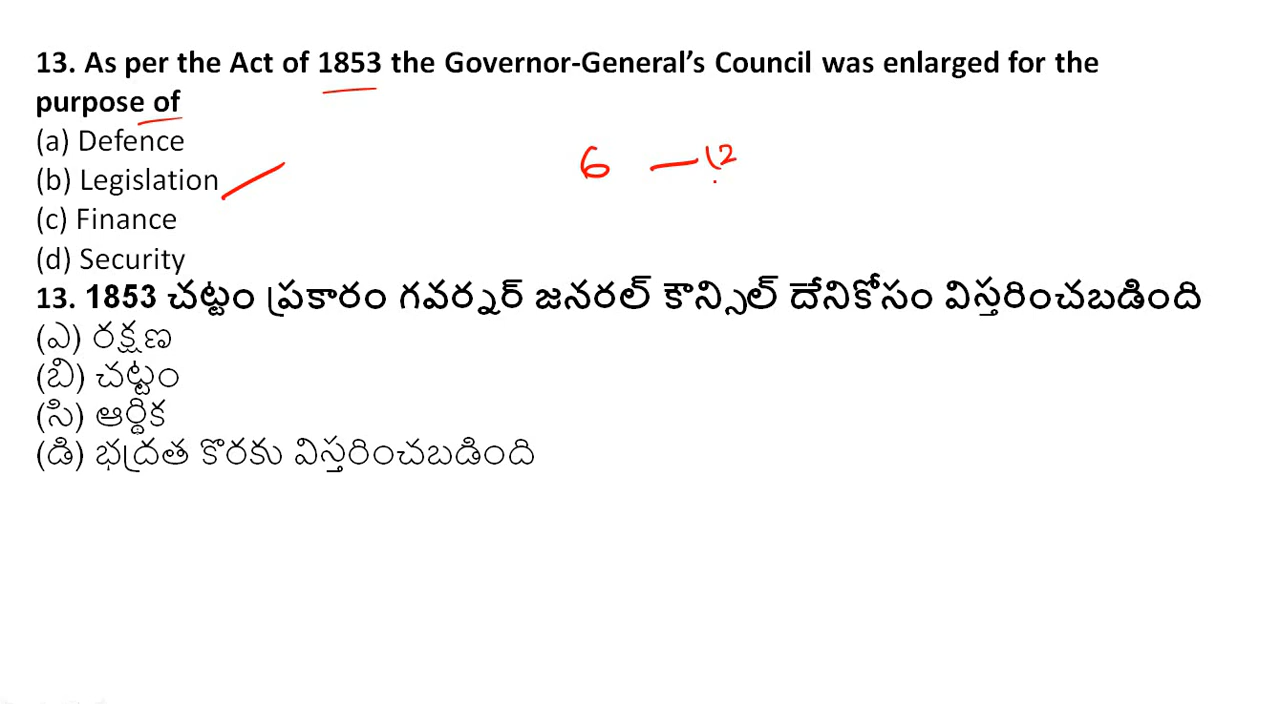 13. As per the Act of 1853 the Governor-General’s Council was enlarged for the
purpose of
(a) Defence
(b) Legislation
6 — 12
(c) Finance
(d) Security
13. 1853 చట్టం ప్రకారం గవర్నర్ జనరల్ కౌన్సిల్ దేనికోసం విస్తరించబడింది
(ఎ) రక్షణ
(బి) చట్టం
(సి) ఆర్థిక
(డి) భద్రత కొరకు విస్తరించబడింది